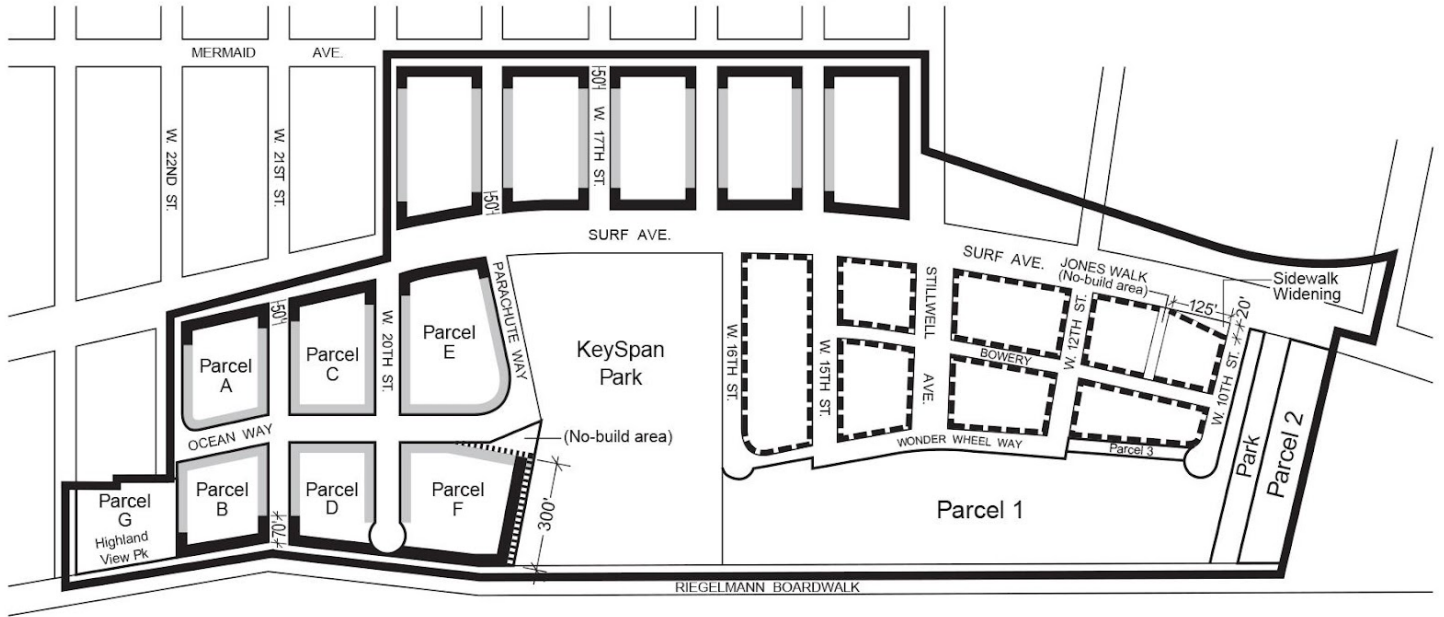 MERMAID AVE.
50'
W. 17TH ST.
W. 22ND ST.
W. 21ST ST.
50'
SURF AVE.
SURF AVE.
JONES WALK
(No-build area)
Sidewalk
Widening
125'
20'
50'
PARACHUTE WAY
STILLWELL AVE.
W. 12TH ST.
Parcel
A
Parcel
C
W. 20TH ST.
Parcel
E
KeySpan
Park
W. 16TH ST.
W. 15TH ST.
BOWERY
W. 10TH ST.
OCEAN WAY
(No-build area)
WONDER WHEEL WAY
Parcel 3
Parcel
G
Highland
View Pk
Parcel
B
70'
Parcel
D
Parcel
F
300'
Parcel 1
Park
Parcel 2
RIEGELMANN BOARDWALK